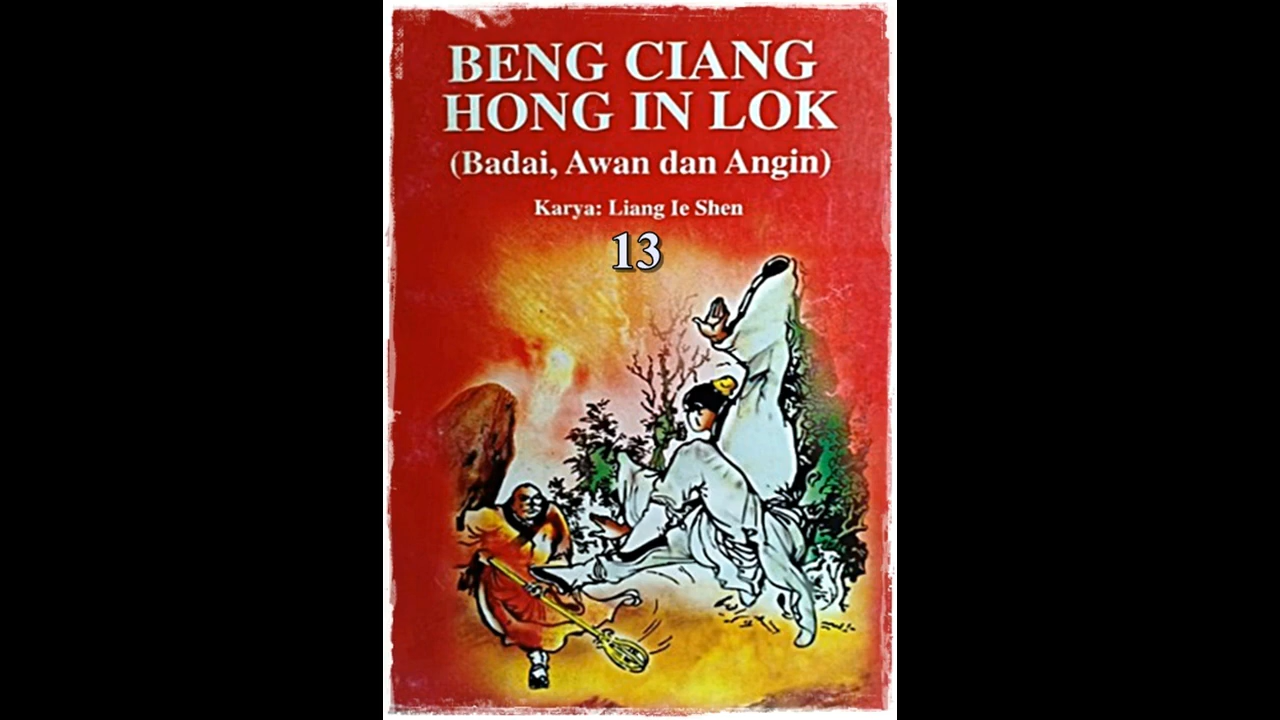 BENG CIANG
HONG IN LOK
(Badai, Awan dan Angin)
Karya: Liang Ie Shen
13